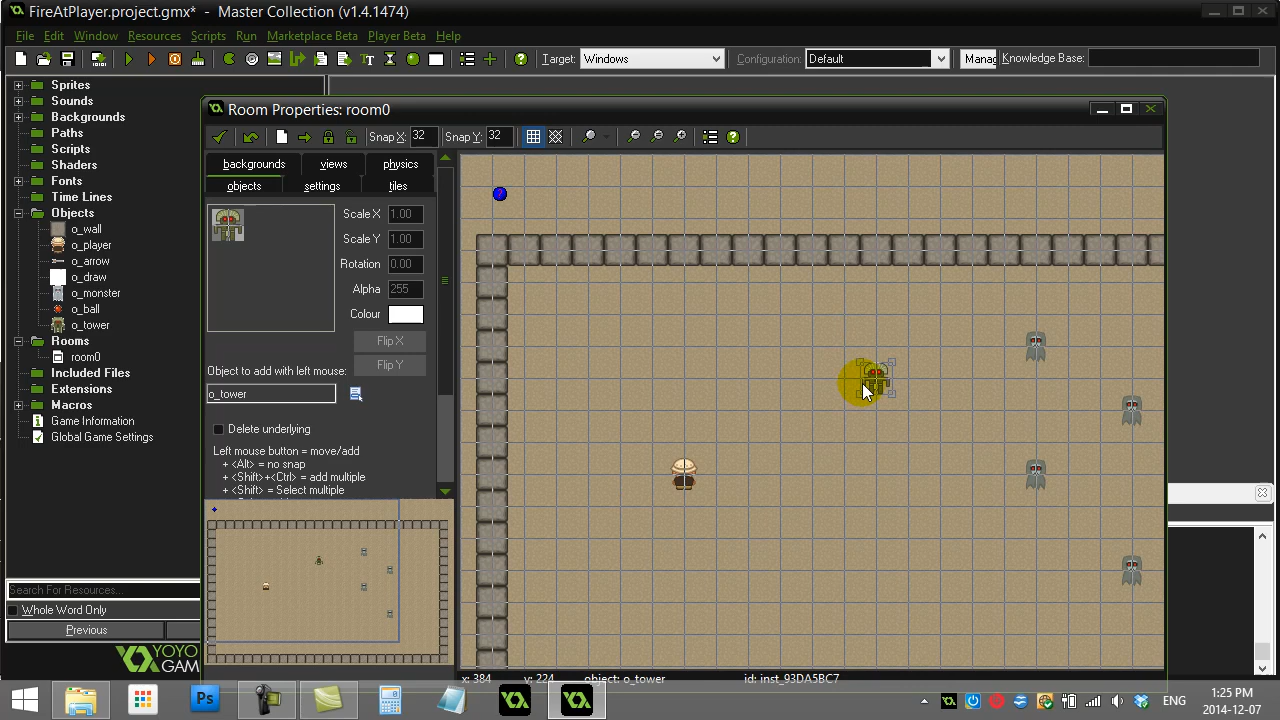 FireAtPlayer.project.gmx* - Master Collection (v1.4.1474)
File Edit Window Resources Scripts Run Marketplace Beta Player Beta Help
Target: Windows Configuration: Default Manag Knowledge Base:
Sprites
Sounds
Backgrounds
Paths
Scripts
Shaders
Fonts
Time Lines
Objects
o_wall
o_player
o_arrow
o_draw
o_monster
o_ball
o_tower
Rooms
room0
Included Files
Extensions
Macros
Game Information
Global Game Settings
Search For Resources...
Whole Word Only
Previous
YOYO
GAM
Room Properties: room0
Snap X: 32 Snap Y: 32
backgrounds views physics
objects settings tiles
Scale X 1.00
Scale Y 1.00
Rotation 0.00
Alpha 255
Colour
Flip X
Flip Y
Object to add with left mouse:
o_tower
Delete underlying
Left mouse button = move/add
+ <Alt> = no snap
+ <Shift>+<Ctrl> = add multiple
+ <Shift> = Select multiple
x: 384 y: 224 object: o_tower id: inst_93DA5BC7
Ps
ENG
1:25 PM
2014-12-07